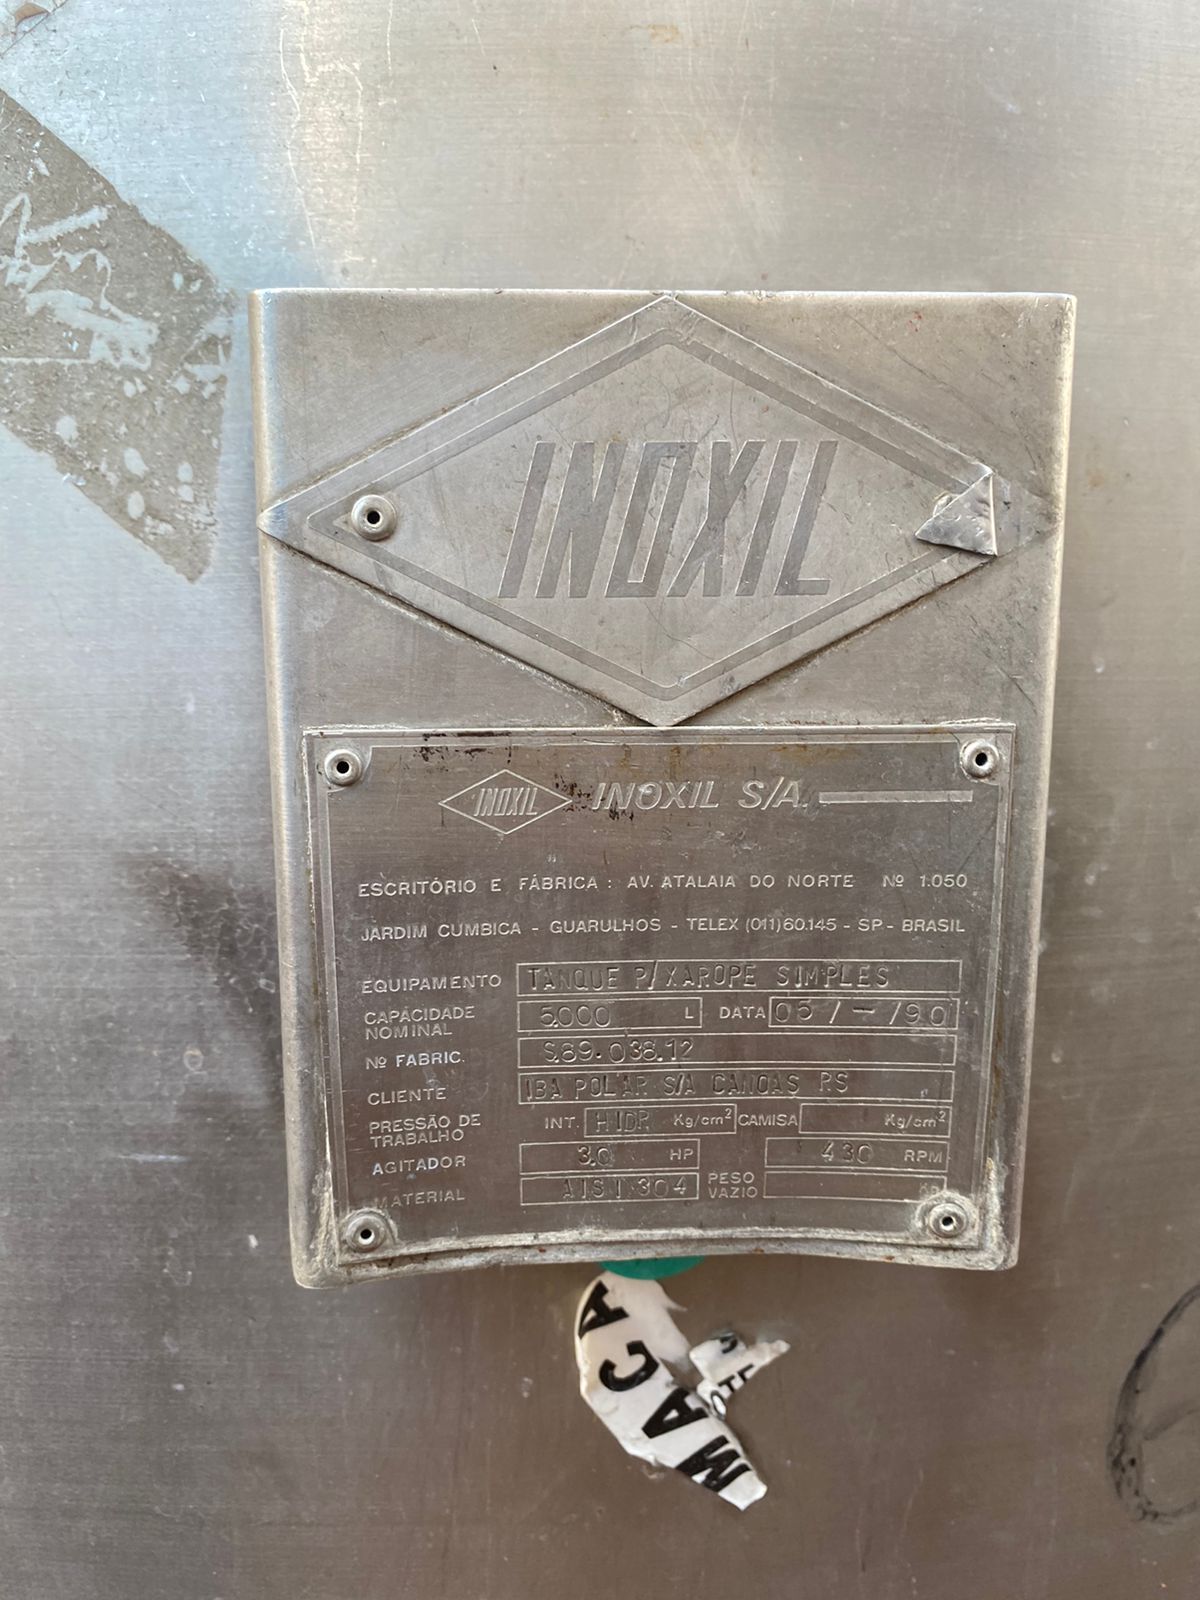 INOXIL
INOXIL INOXIL S/A.
ESCRITÓRIO E FÁBRICA : AV. ATALAIA DO NORTE Nº 1.050
JARDIM CUMBICA - GUARULHOS - TELEX (011) 60.145 - SP - BRASIL
EQUIPAMENTO TANQUE P/XAROPE SIMPLES
CAPACIDADE NOMINAL 5.000 L DATA 05/-/90
Nº FABRIC. S.89.038.12
CLIENTE IBA POLAR S/A CANOAS RS
PRESSÃO DE TRABALHO INT. HIDR Kg/cm² CAMISA Kg/cm²
AGITADOR 3.0 HP 430 RPM
MATERIAL AISI 304 PESO VAZIO
MACA